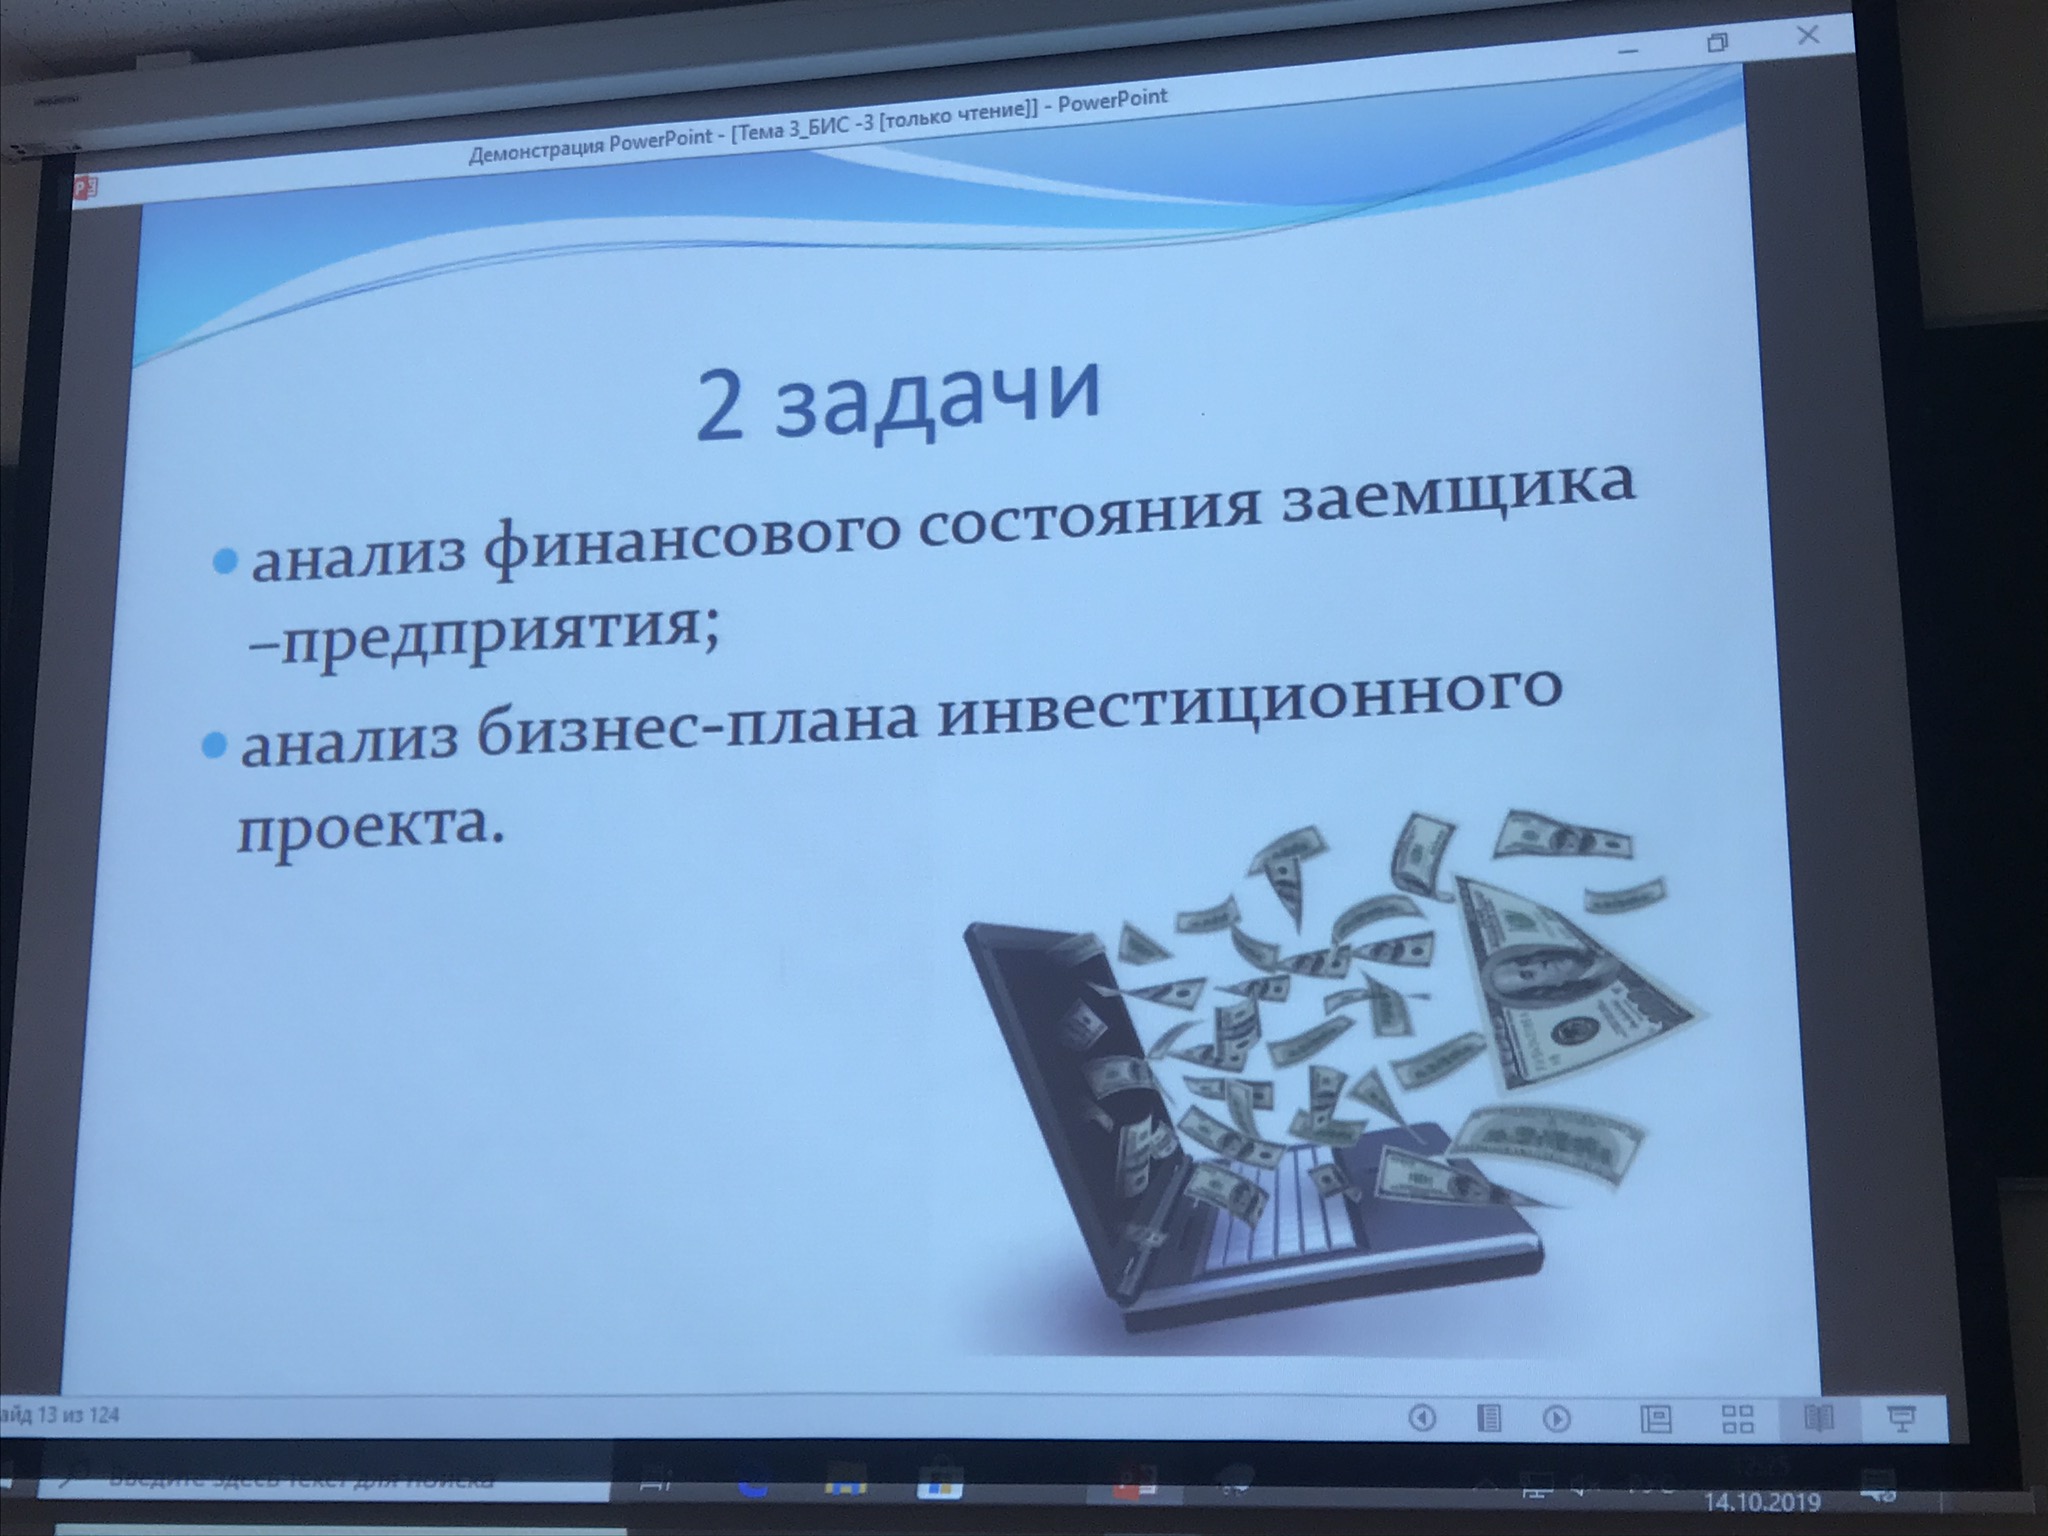 Демонстрация PowerPoint - [Тема 3_БИС -3 [только чтение]] - PowerPoint
2 задачи
• анализ финансового состояния заемщика
–предприятия;
• анализ бизнес-плана инвестиционного
проекта.
айд 13 из 124
Введите здесь текст для поиска
14.10.2019